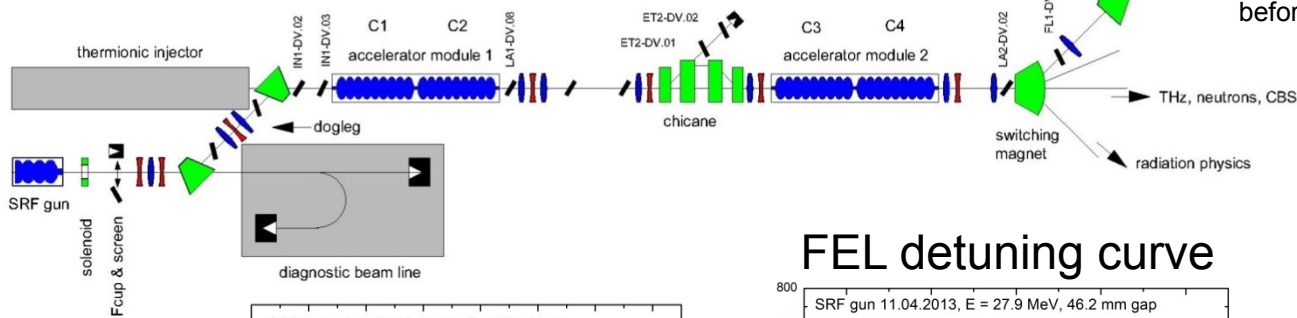 befor
thermionic injector
IN1-DV.02
IN1-DV.03
C1
C2
accelerator module 1
LA1-DV.08
ET2-DV.02
ET2-DV.01
C3
C4
accelerator module 2
LA2-DV.02
chicane
dogleg
THz, neutrons, CBS
switching
magnet
radiation physics
SRF gun
solenoid
Fcup & screen
diagnostic beam line
FEL detuning curve
800
SRF gun 11.04.2013, E = 27.9 MeV, 46.2 mm gap